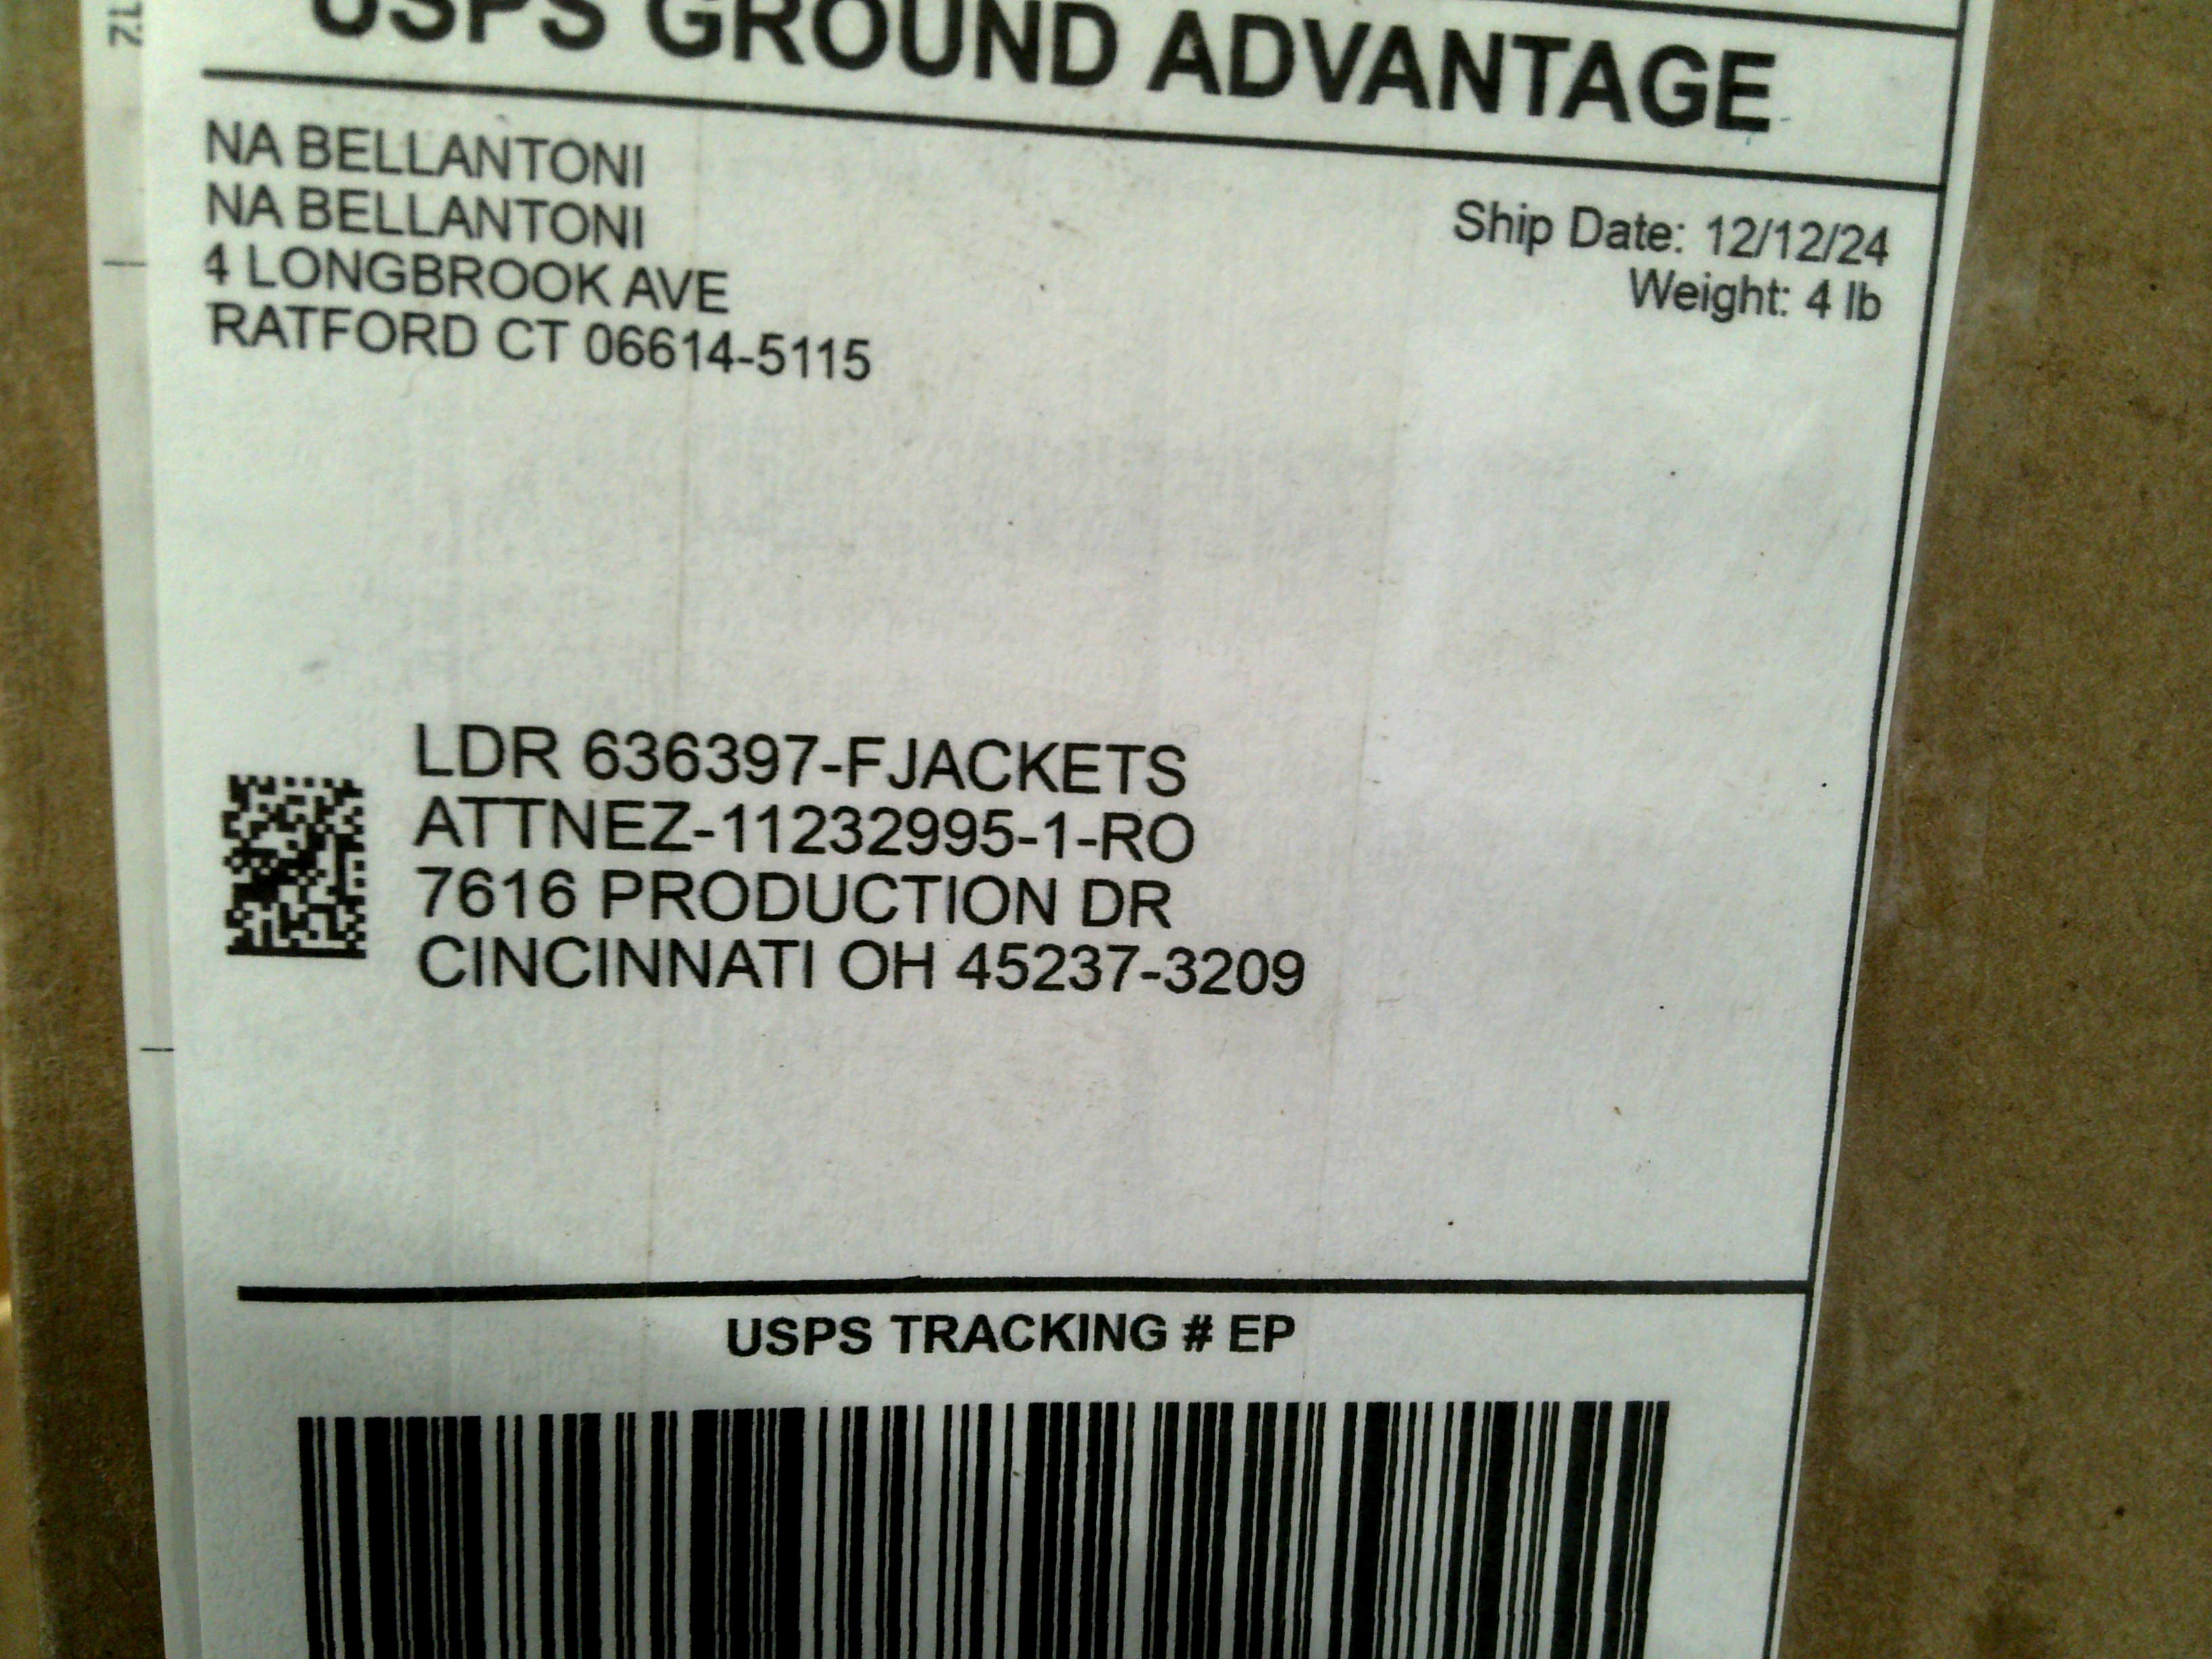 USPS GROUND ADVANTAGE
NA BELLANTONI
NA BELLANTONI
4 LONGBROOK AVE
RATFORD CT 06614-5115
Ship Date: 12/12/24
Weight: 4 lb
LDR 636397-FJACKETS
ATTNEZ-11232995-1-RO
7616 PRODUCTION DR
CINCINNATI OH 45237-3209
USPS TRACKING # EP